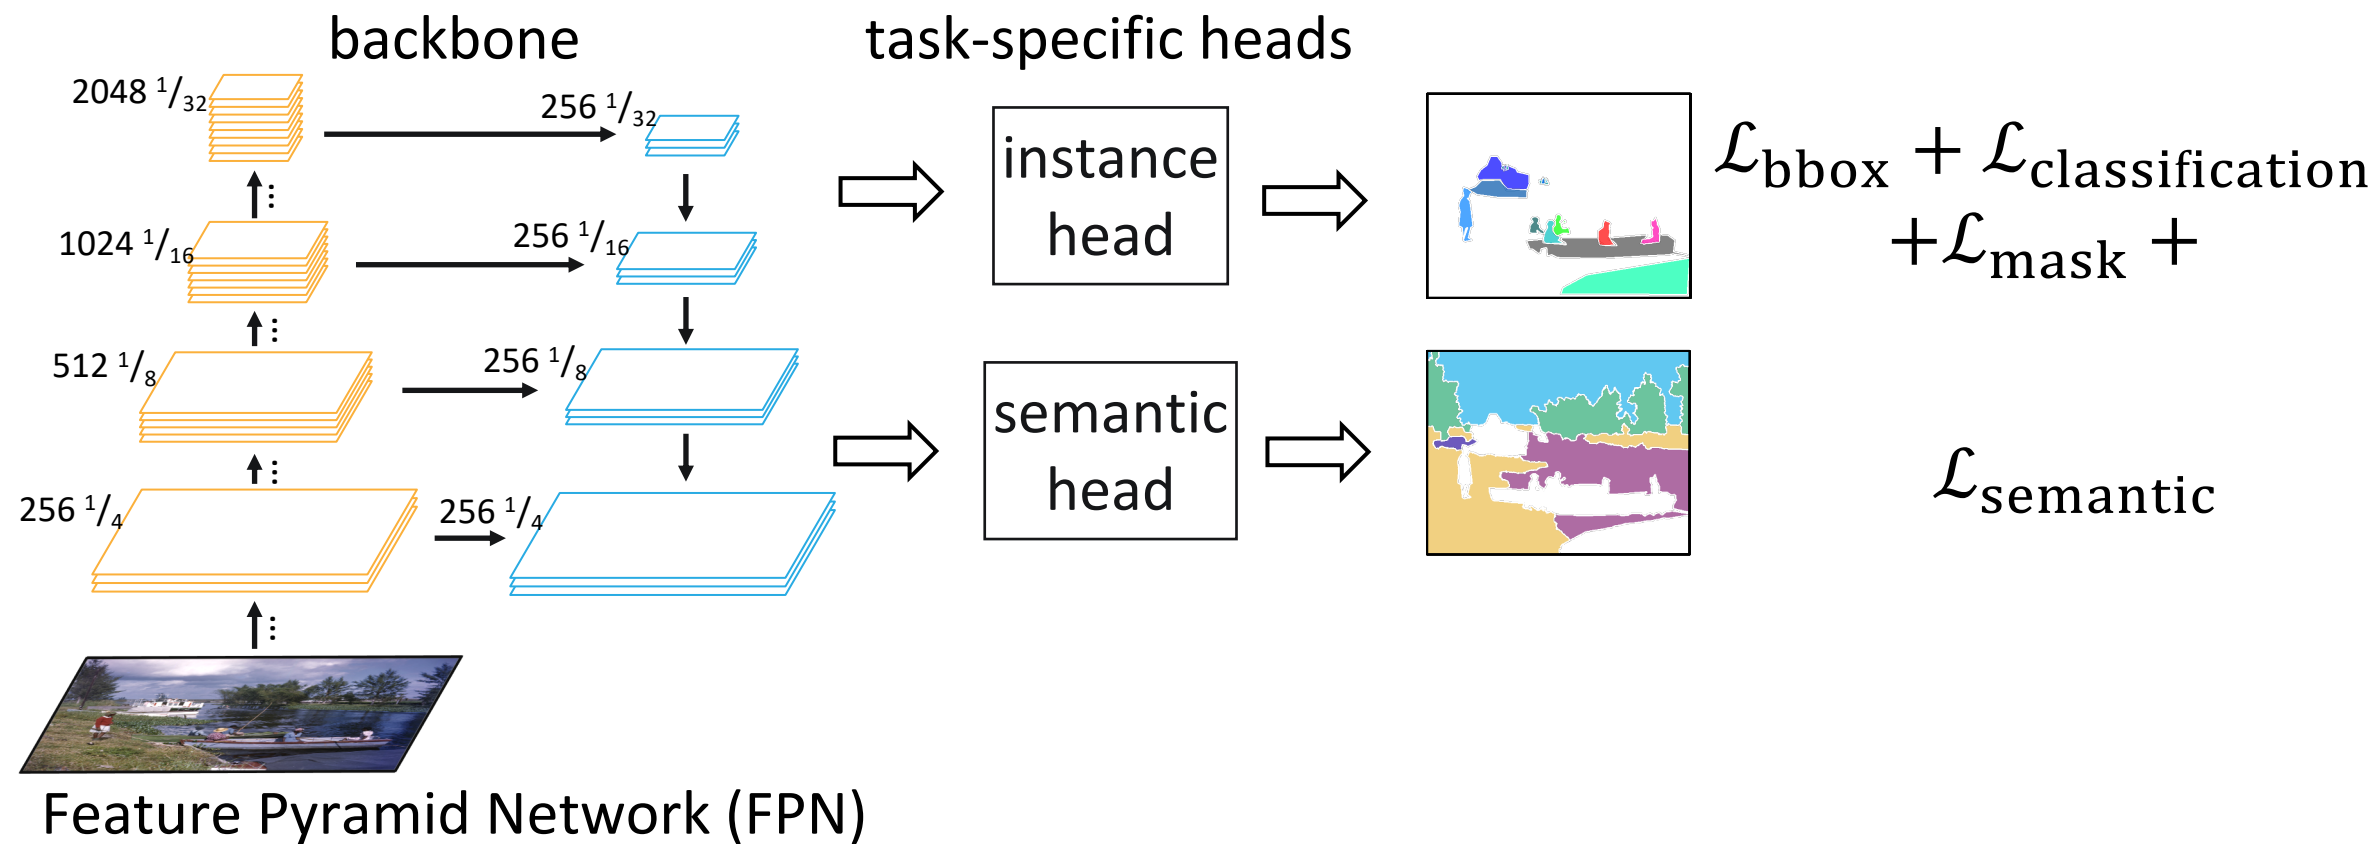 backbone
task-specific heads
2048 1/32
256 1/32
1024 1/16
256 1/16
512 1/8
256 1/8
256 1/4
256 1/4
instance
head
semantic
head
ℒbbox + ℒclassification
+ℒmask +
ℒsemantic
Feature Pyramid Network (FPN)